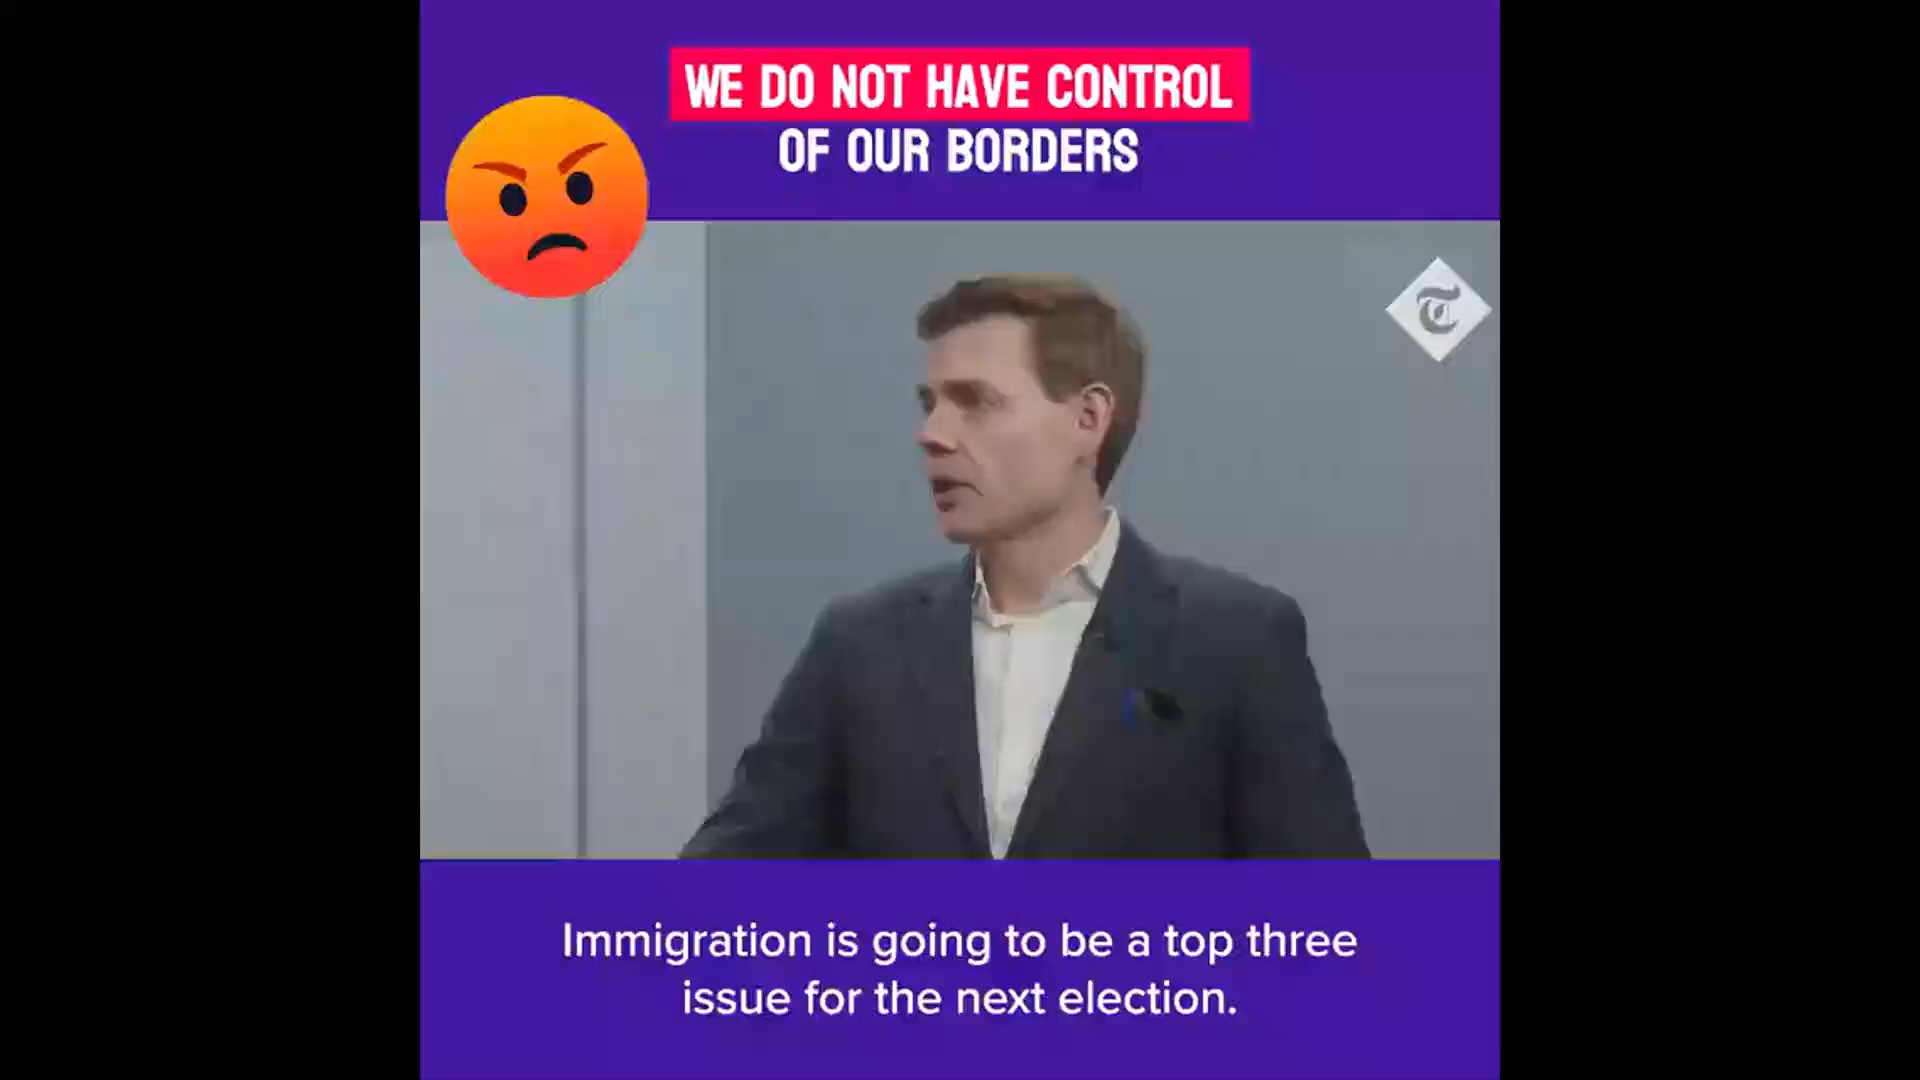 WE DO NOT HAVE CONTROL
OF OUR BORDERS
T
Immigration is going to be a top three
issue for the next election.